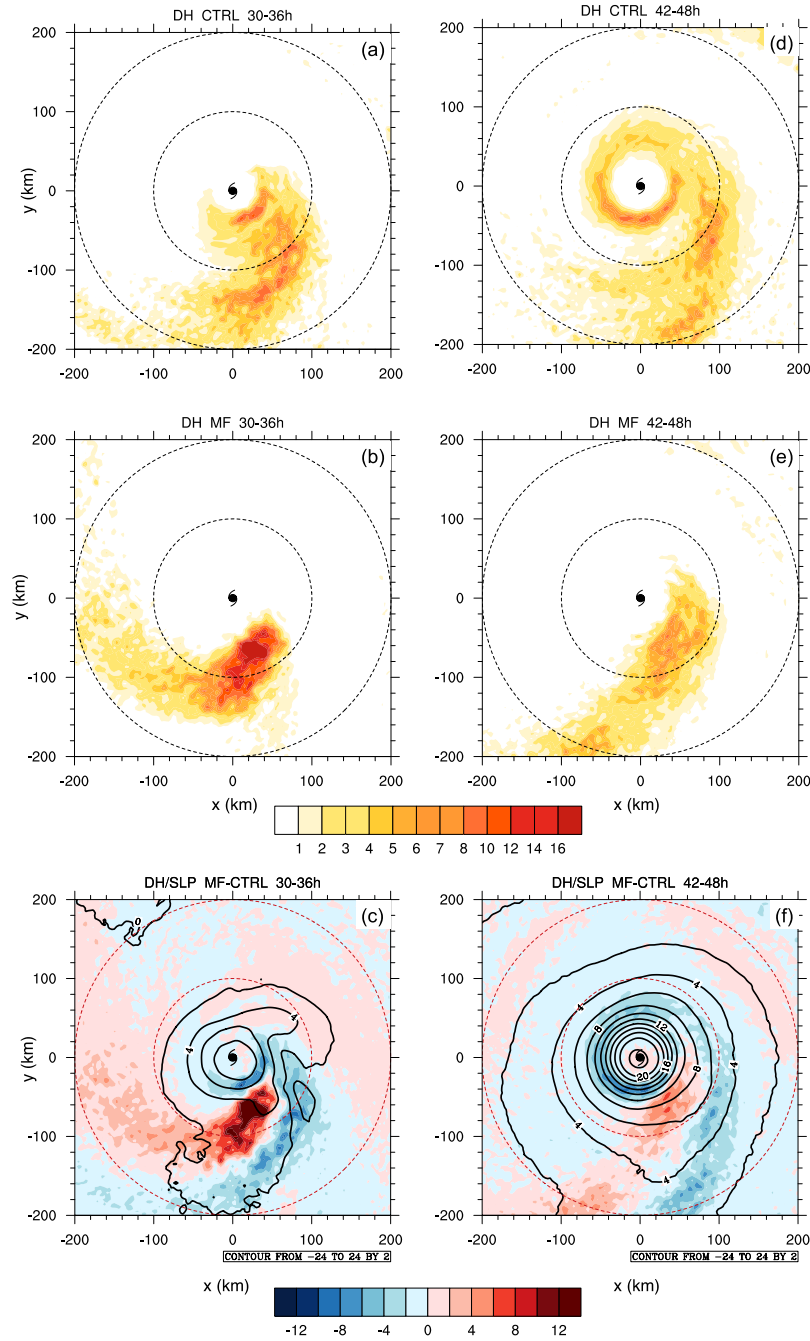 DH CTRL 30-36h
(a)
200
100
0
-100
-200
y (km)
-200 -100 0 100 200
DH CTRL 42-48h
(d)
200
100
0
-100
-200
-200 -100 0 100 200
DH MF 30-36h
(b)
200
100
0
-100
-200
y (km)
-200 -100 0 100 200
x (km)
DH MF 42-48h
(e)
200
100
0
-100
-200
-200 -100 0 100 200
x (km)
1 2 3 4 5 6 7 8 10 12 14 16
DH/SLP MF-CTRL 30-36h
(c)
200
100
0
-100
-200
y (km)
0
4
4
-200 -100 0 100 200
CONTOUR FROM -24 TO 24 BY 2
x (km)
DH/SLP MF-CTRL 42-48h
(f)
200
100
0
-100
-200
4
4
8
12
16
20
8
4
4
-200 -100 0 100 200
CONTOUR FROM -24 TO 24 BY 2
x (km)
-12 -8 -4 0 4 8 12